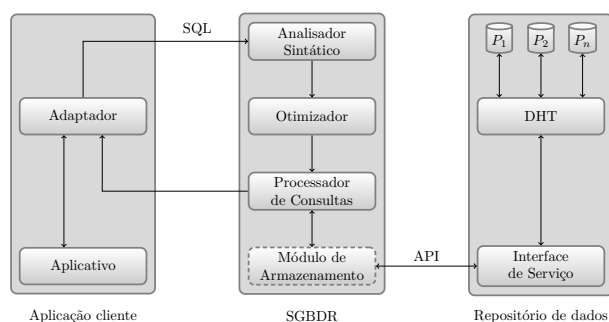 SQL
Analisador
Sintático
P1
P2
Pn
Adaptador
Otimizador
DHT
Processador
de Consultas
Aplicativo
Módulo de
Armazenamento
API
Interface
de Serviço
Aplicação cliente
SGBDR
Repositório de dados